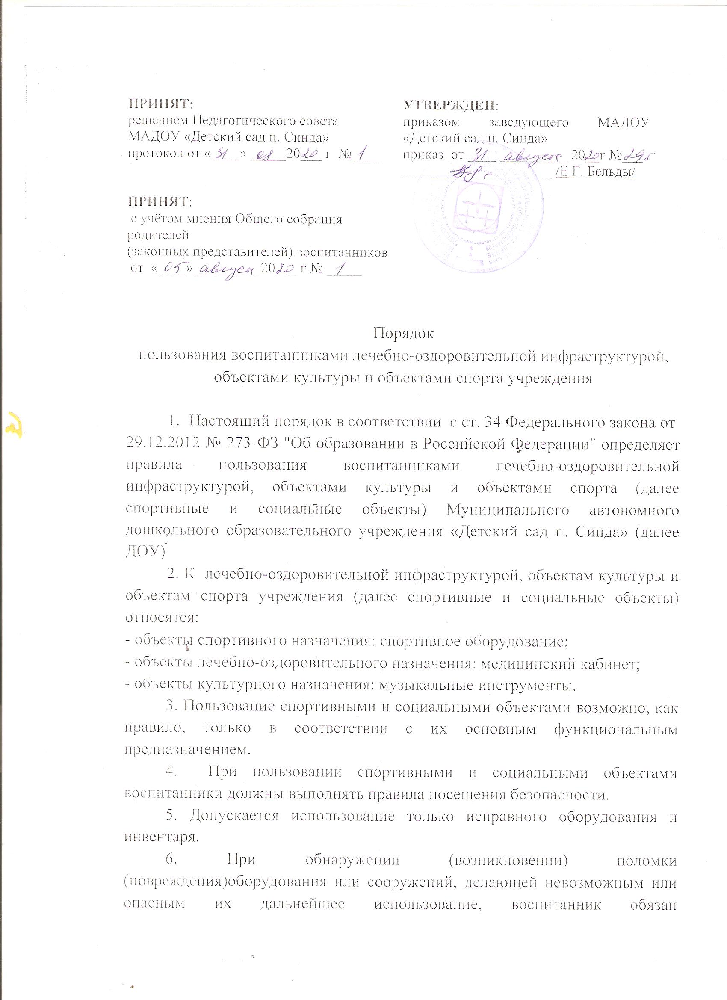 ПРИНЯТ:
решением Педагогического совета
МАДОУ «Детский сад п. Синда»
протокол от «31» 08 2020 г № 1
УТВЕРЖДЕН:
приказом заведующего МАДОУ
«Детский сад п. Синда»
приказ от 31 августа 2020г №
/Е.Г. Бельды/
ПРИНЯТ:
с учётом мнения Общего собрания
родителей
(законных представителей) воспитанников
от «05» августа 2020 г № 1
Порядок
пользования воспитанниками лечебно-оздоровительной инфраструктурой,
объектами культуры и объектами спорта учреждения
1. Настоящий порядок в соответствии с ст. 34 Федерального закона от
29.12.2012 № 273-ФЗ "Об образовании в Российской Федерации" определяет
правила пользования воспитанниками лечебно-оздоровительной
инфраструктурой, объектами культуры и объектами спорта (далее
спортивные и социальные объекты) Муниципального автономного
дошкольного образовательного учреждения «Детский сад п. Синда» (далее
ДОУ)
2. К лечебно-оздоровительной инфраструктурой, объектам культуры и
объектам спорта учреждения (далее спортивные и социальные объекты)
относятся:
- объекты спортивного назначения: спортивное оборудование;
- объекты лечебно-оздоровительного назначения: медицинский кабинет;
- объекты культурного назначения: музыкальные инструменты.
3. Пользование спортивными и социальными объектами возможно, как
правило, только в соответствии с их основным функциональным
предназначением.
4. При пользовании спортивными и социальными объектами
воспитанники должны выполнять правила посещения безопасности.
5. Допускается использование только исправного оборудования и
инвентаря.
6. При обнаружении (возникновении) поломки
(повреждения)оборудования или сооружений, делающей невозможным или
опасным их дальнейшее использование, воспитанник обязан